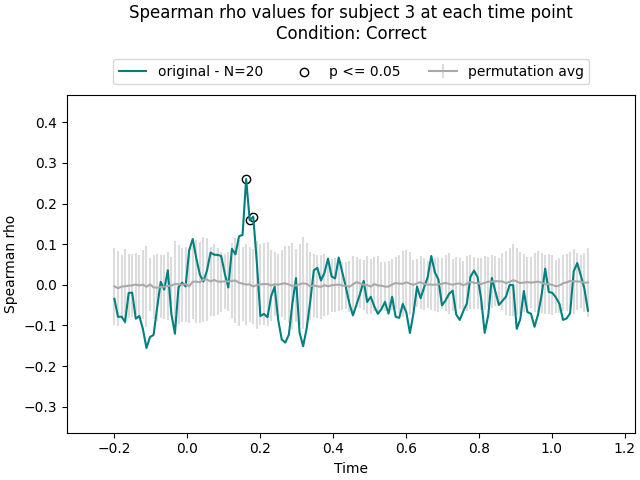 Spearman rho values for subject 3 at each time point
Condition: Correct
original - N=20 p <= 0.05 permutation avg
0.4
0.3
0.2
0.1
0.0
−0.1
−0.2
−0.3
Spearman rho
−0.2 0.0 0.2 0.4 0.6 0.8 1.0 1.2
Time